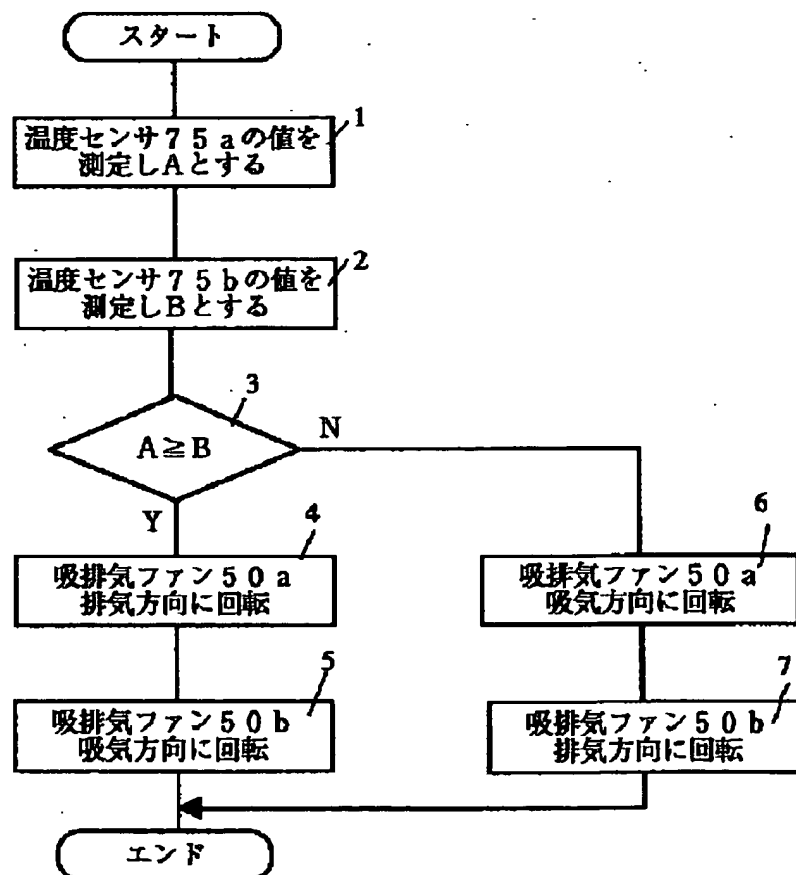 スタート
1
温度センサ７５ａの値を
測定しＡとする
2
温度センサ７５ｂの値を
測定しＢとする
3
A≧B
N
Y
4
吸排気ファン５０ａ
排気方向に回転
6
吸排気ファン５０ａ
吸気方向に回転
5
吸排気ファン５０ｂ
吸気方向に回転
7
吸排気ファン５０ｂ
排気方向に回転
エンド